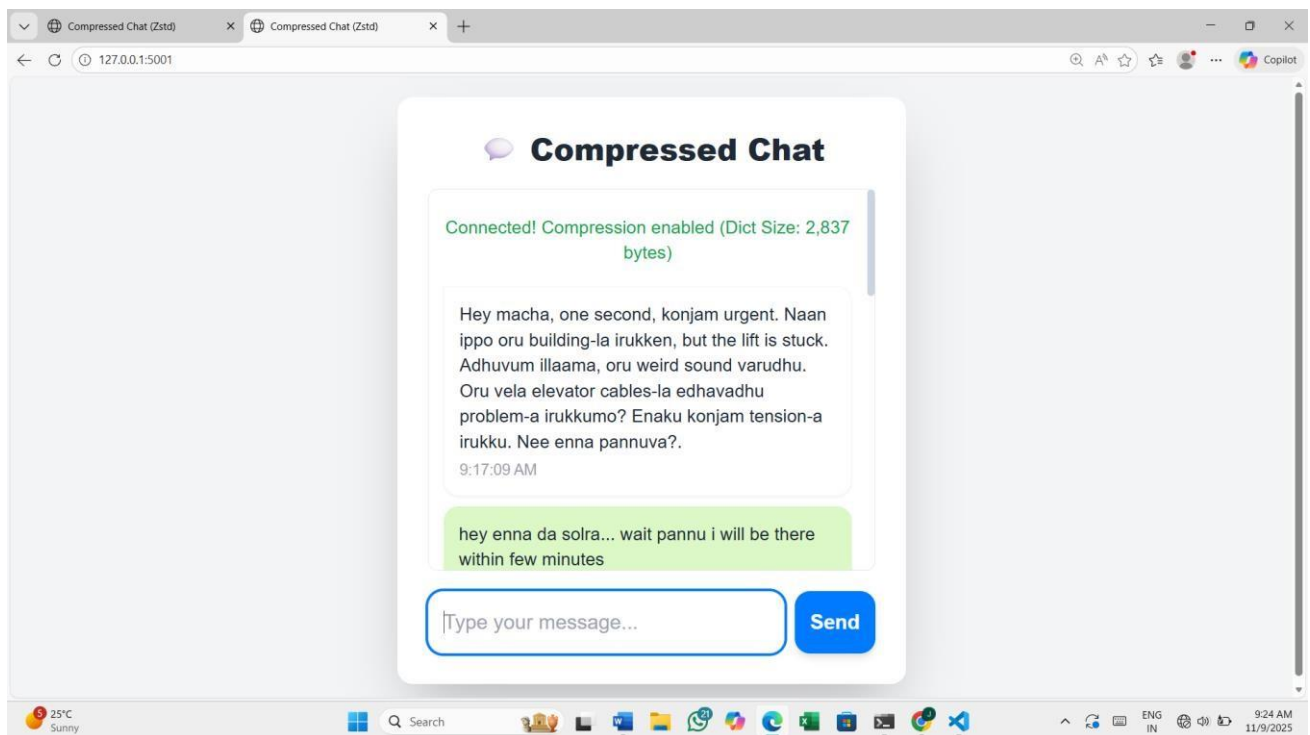 Compressed Chat (Zstd)
Compressed Chat (Zstd)
127.0.0.1:5001
Copilot
Compressed Chat
Connected! Compression enabled (Dict Size: 2,837
bytes)
Hey macha, one second, konjam urgent. Naan
ippo oru building-la irukken, but the lift is stuck.
Adhuvum illaama, oru weird sound varudhu.
Oru vela elevator cables-la edhavadhu
problem-a irukkumo? Enaku konjam tension-a
irukku. Nee enna pannuva?.
9:17:09 AM
hey enna da solra... wait pannu i will be there
within few minutes
Type your message...
Send
5
25°C
Sunny
Search
21
ENG
IN
9:24 AM
11/9/2025